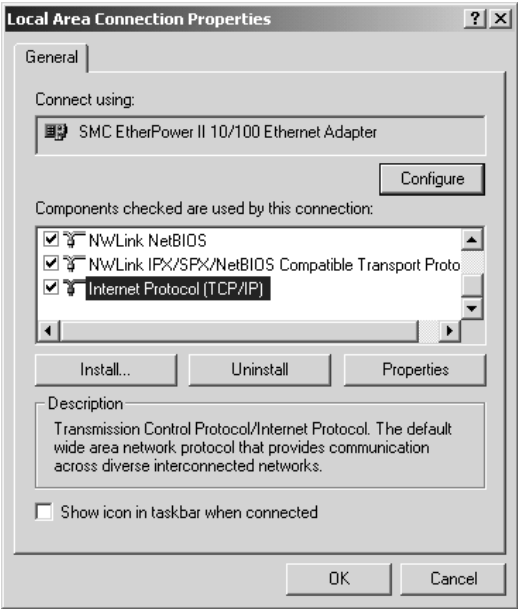 Local Area Connection Properties
General
Connect using:
SMC EtherPower II 10/100 Ethernet Adapter
Configure
Components checked are used by this connection:
NWLink NetBIOS
NWLink IPX/SPX/NetBIOS Compatible Transport Proto
Internet Protocol (TCP/IP)
Install...
Uninstall
Properties
Description
Transmission Control Protocol/Internet Protocol. The default
wide area network protocol that provides communication
across diverse interconnected networks.
Show icon in taskbar when connected
OK
Cancel